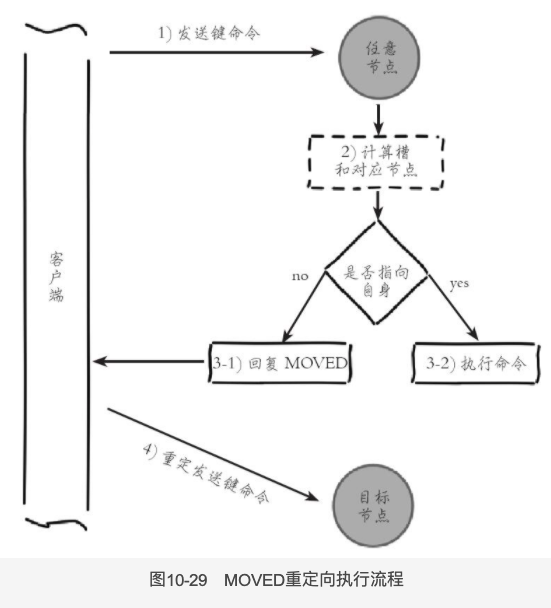 1) 发送键命令
任意
节点
2) 计算槽
和对应节点
客户端
是否指向
自身
no
yes
3-1) 回复 MOVED
3-2) 执行命令
4) 重定发送键命令
目标
节点
图10-29 MOVED重定向执行流程